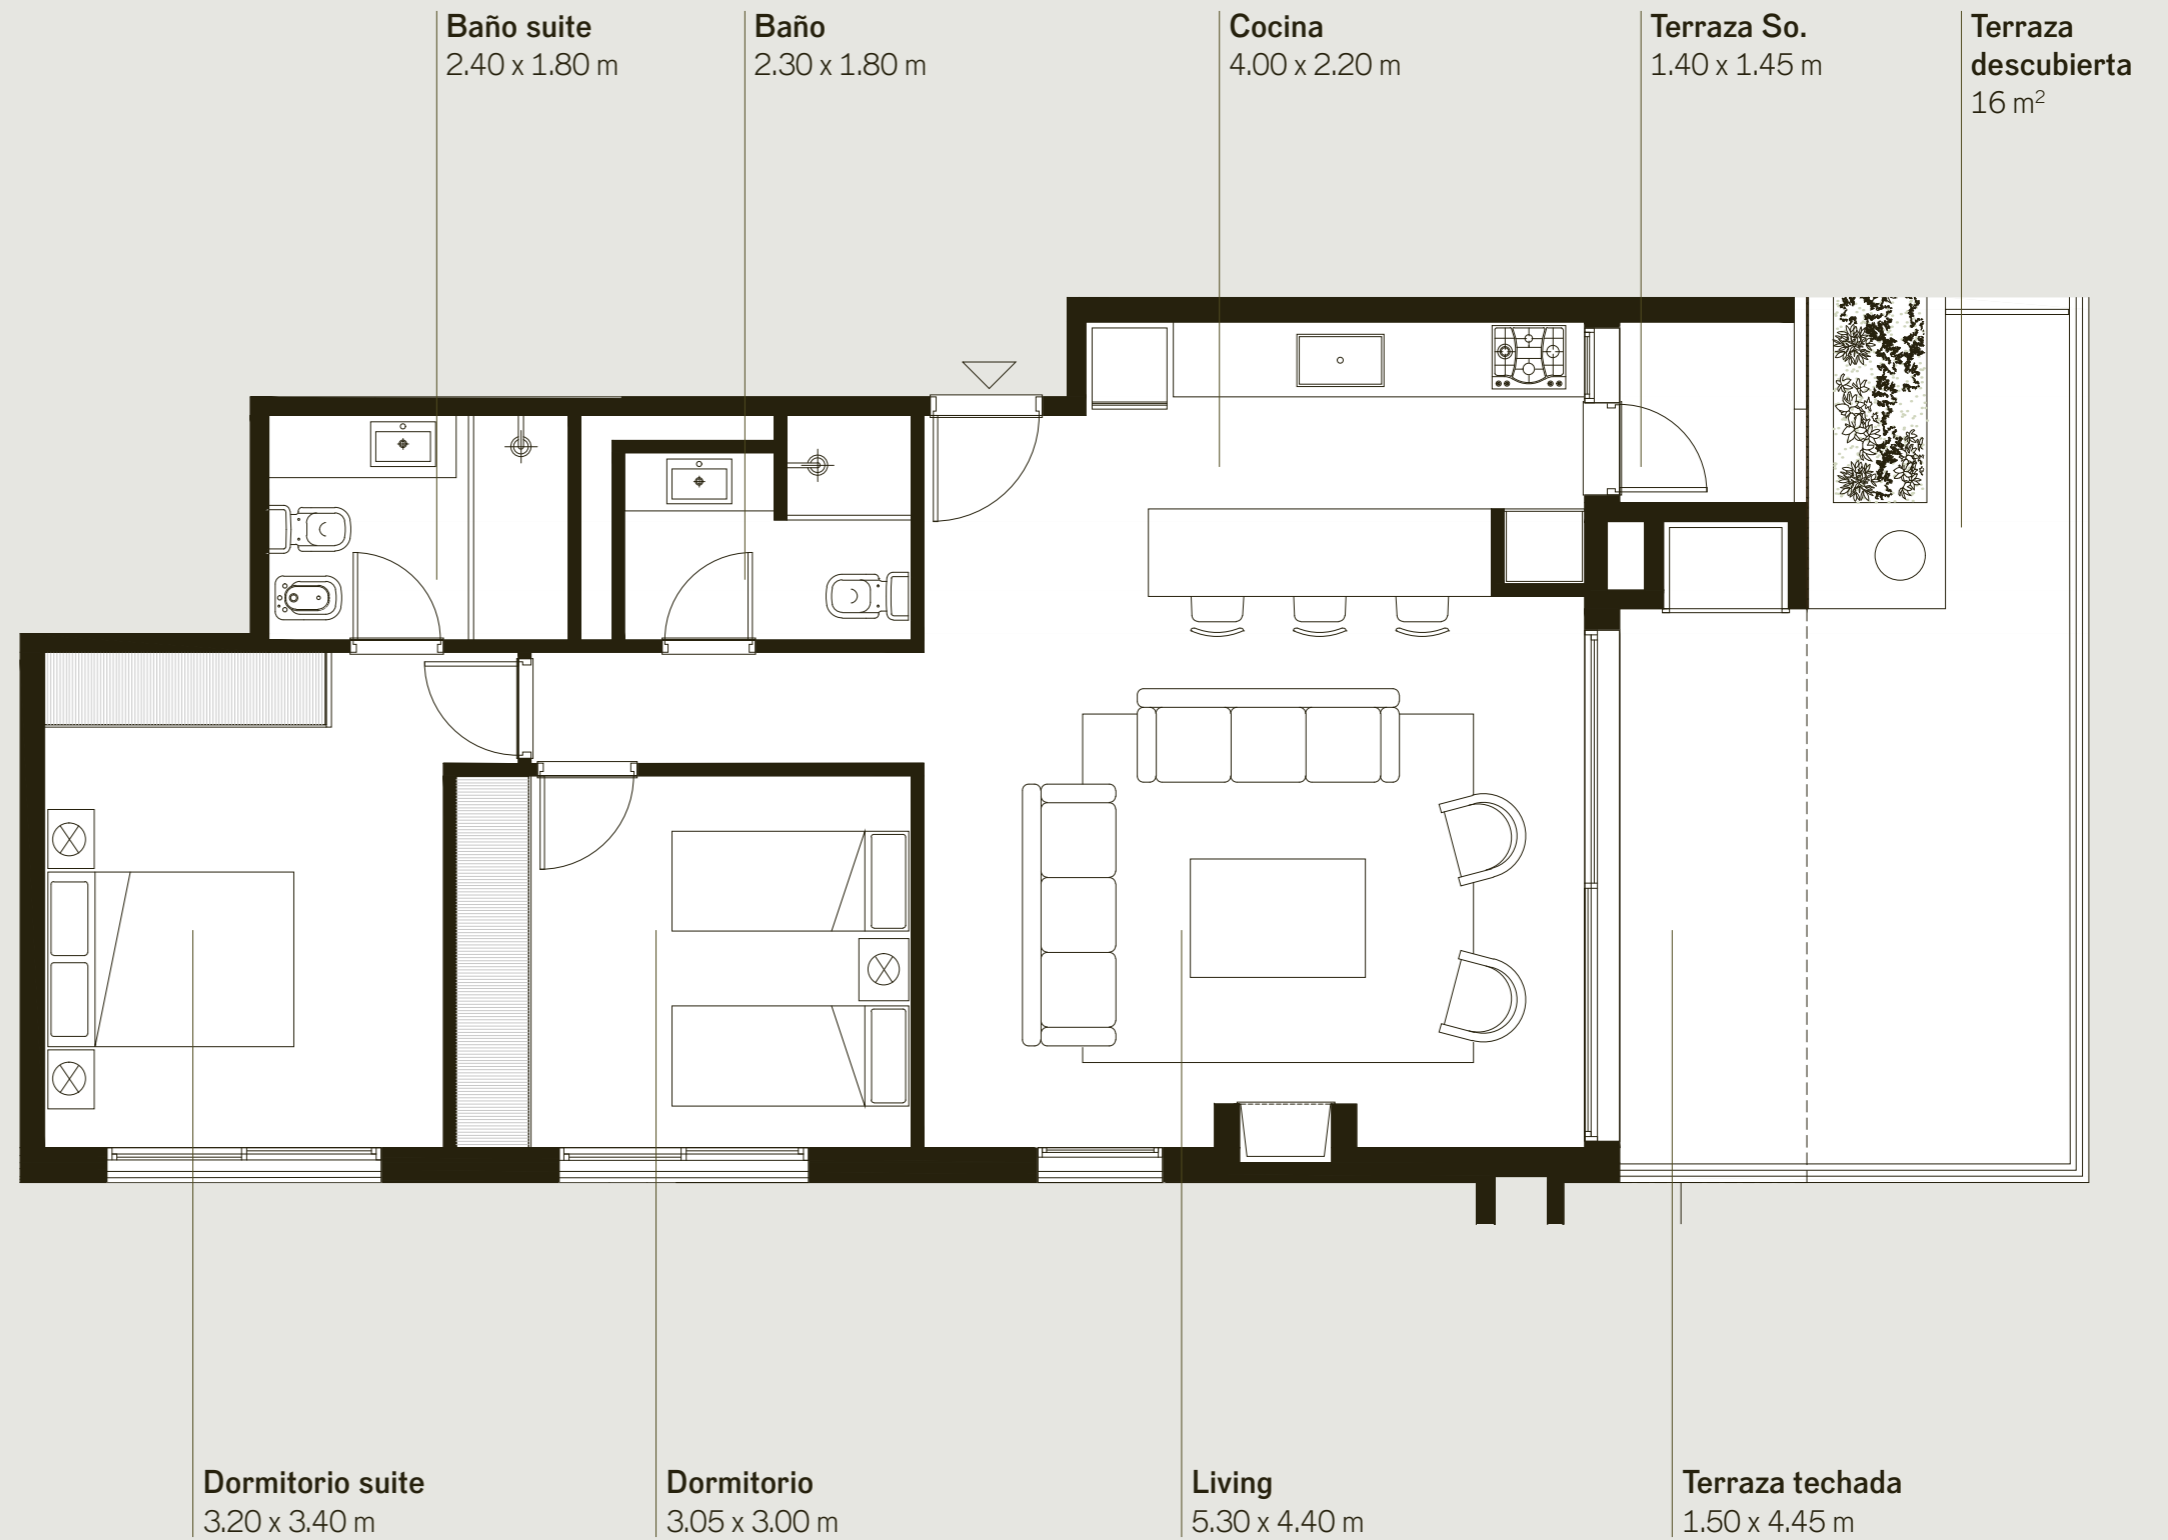 Baño suite
2.40 x 1.80 m
Baño
2.30 x 1.80 m
Cocina
4.00 x 2.20 m
Terraza So.
1.40 x 1.45 m
Terraza
descubierta
16 m²
Dormitorio suite
3.20 x 3.40 m
Dormitorio
3.05 x 3.00 m
Living
5.30 x 4.40 m
Terraza techada
1.50 x 4.45 m